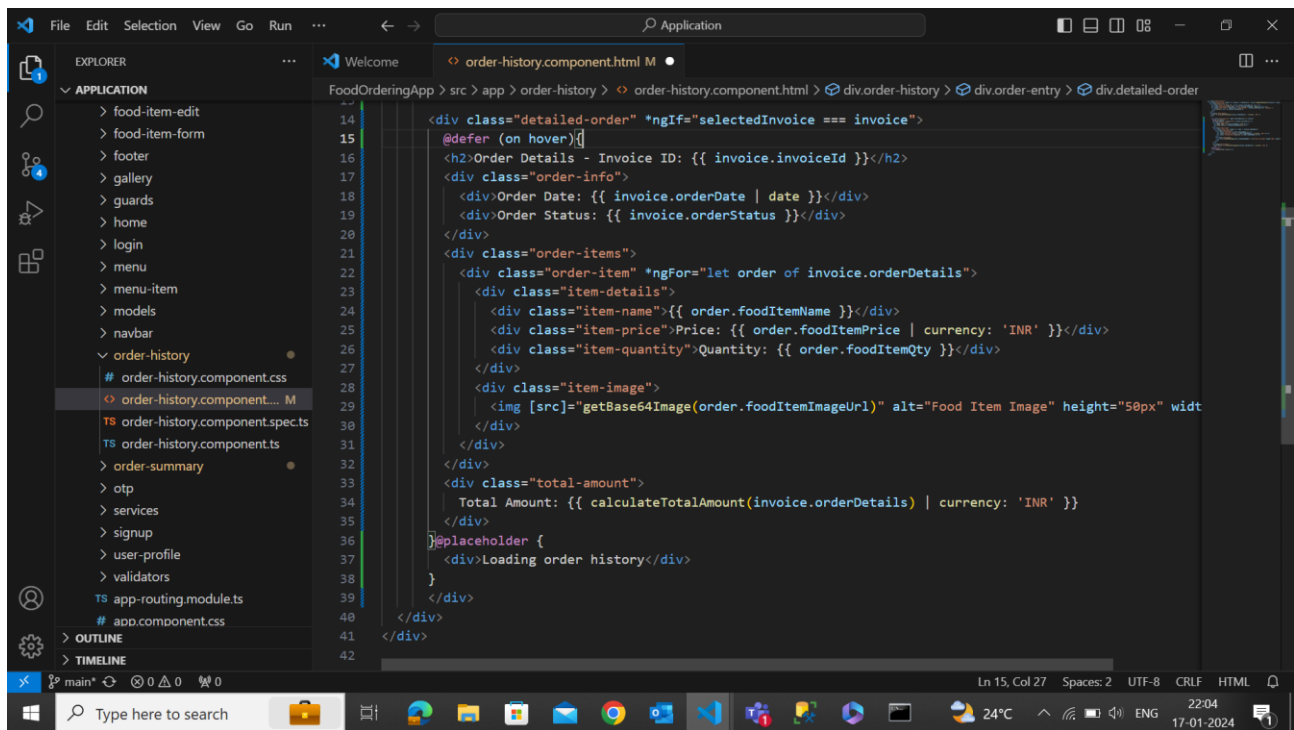 File Edit Selection View Go Run ··· Application
EXPLORER ···
APPLICATION
food-item-edit
food-item-form
footer
gallery
guards
home
login
menu
menu-item
models
navbar
order-history
# order-history.component.css
<> order-history.component.... M
TS order-history.component.spec.ts
TS order-history.component.ts
order-summary
otp
services
signup
user-profile
validators
TS app-routing.module.ts
# app.component.css
OUTLINE
TIMELINE
1
4
Welcome <> order-history.component.html M ●
FoodOrderingApp > src > app > order-history > <> order-history.component.html > div.order-history > div.order-entry > div.detailed-order
13
14 <div class="detailed-order" *ngIf="selectedInvoice === invoice">
15 @defer (on hover){
16 <h2>Order Details - Invoice ID: {{ invoice.invoiceId }}</h2>
17 <div class="order-info">
18 <div>Order Date: {{ invoice.orderDate | date }}</div>
19 <div>Order Status: {{ invoice.orderStatus }}</div>
20 </div>
21 <div class="order-items">
22 <div class="order-item" *ngFor="let order of invoice.orderDetails">
23 <div class="item-details">
24 <div class="item-name">{{ order.foodItemName }}</div>
25 <div class="item-price">Price: {{ order.foodItemPrice | currency: 'INR' }}</div>
26 <div class="item-quantity">Quantity: {{ order.foodItemQty }}</div>
27 </div>
28 <div class="item-image">
29 <img [src]="getBase64Image(order.foodItemImageUrl)" alt="Food Item Image" height="50px" widt
30 </div>
31 </div>
32 </div>
33 <div class="total-amount">
34 Total Amount: {{ calculateTotalAmount(invoice.orderDetails) | currency: 'INR' }}
35 </div>
36 }@placeholder {
37 <div>Loading order history</div>
38 }
39 </div>
40 </div>
41 </div>
42
main* 0 0 0 Ln 15, Col 27 Spaces: 2 UTF-8 CRLF HTML
Type here to search 24°C ENG 22:04
17-01-2024 1